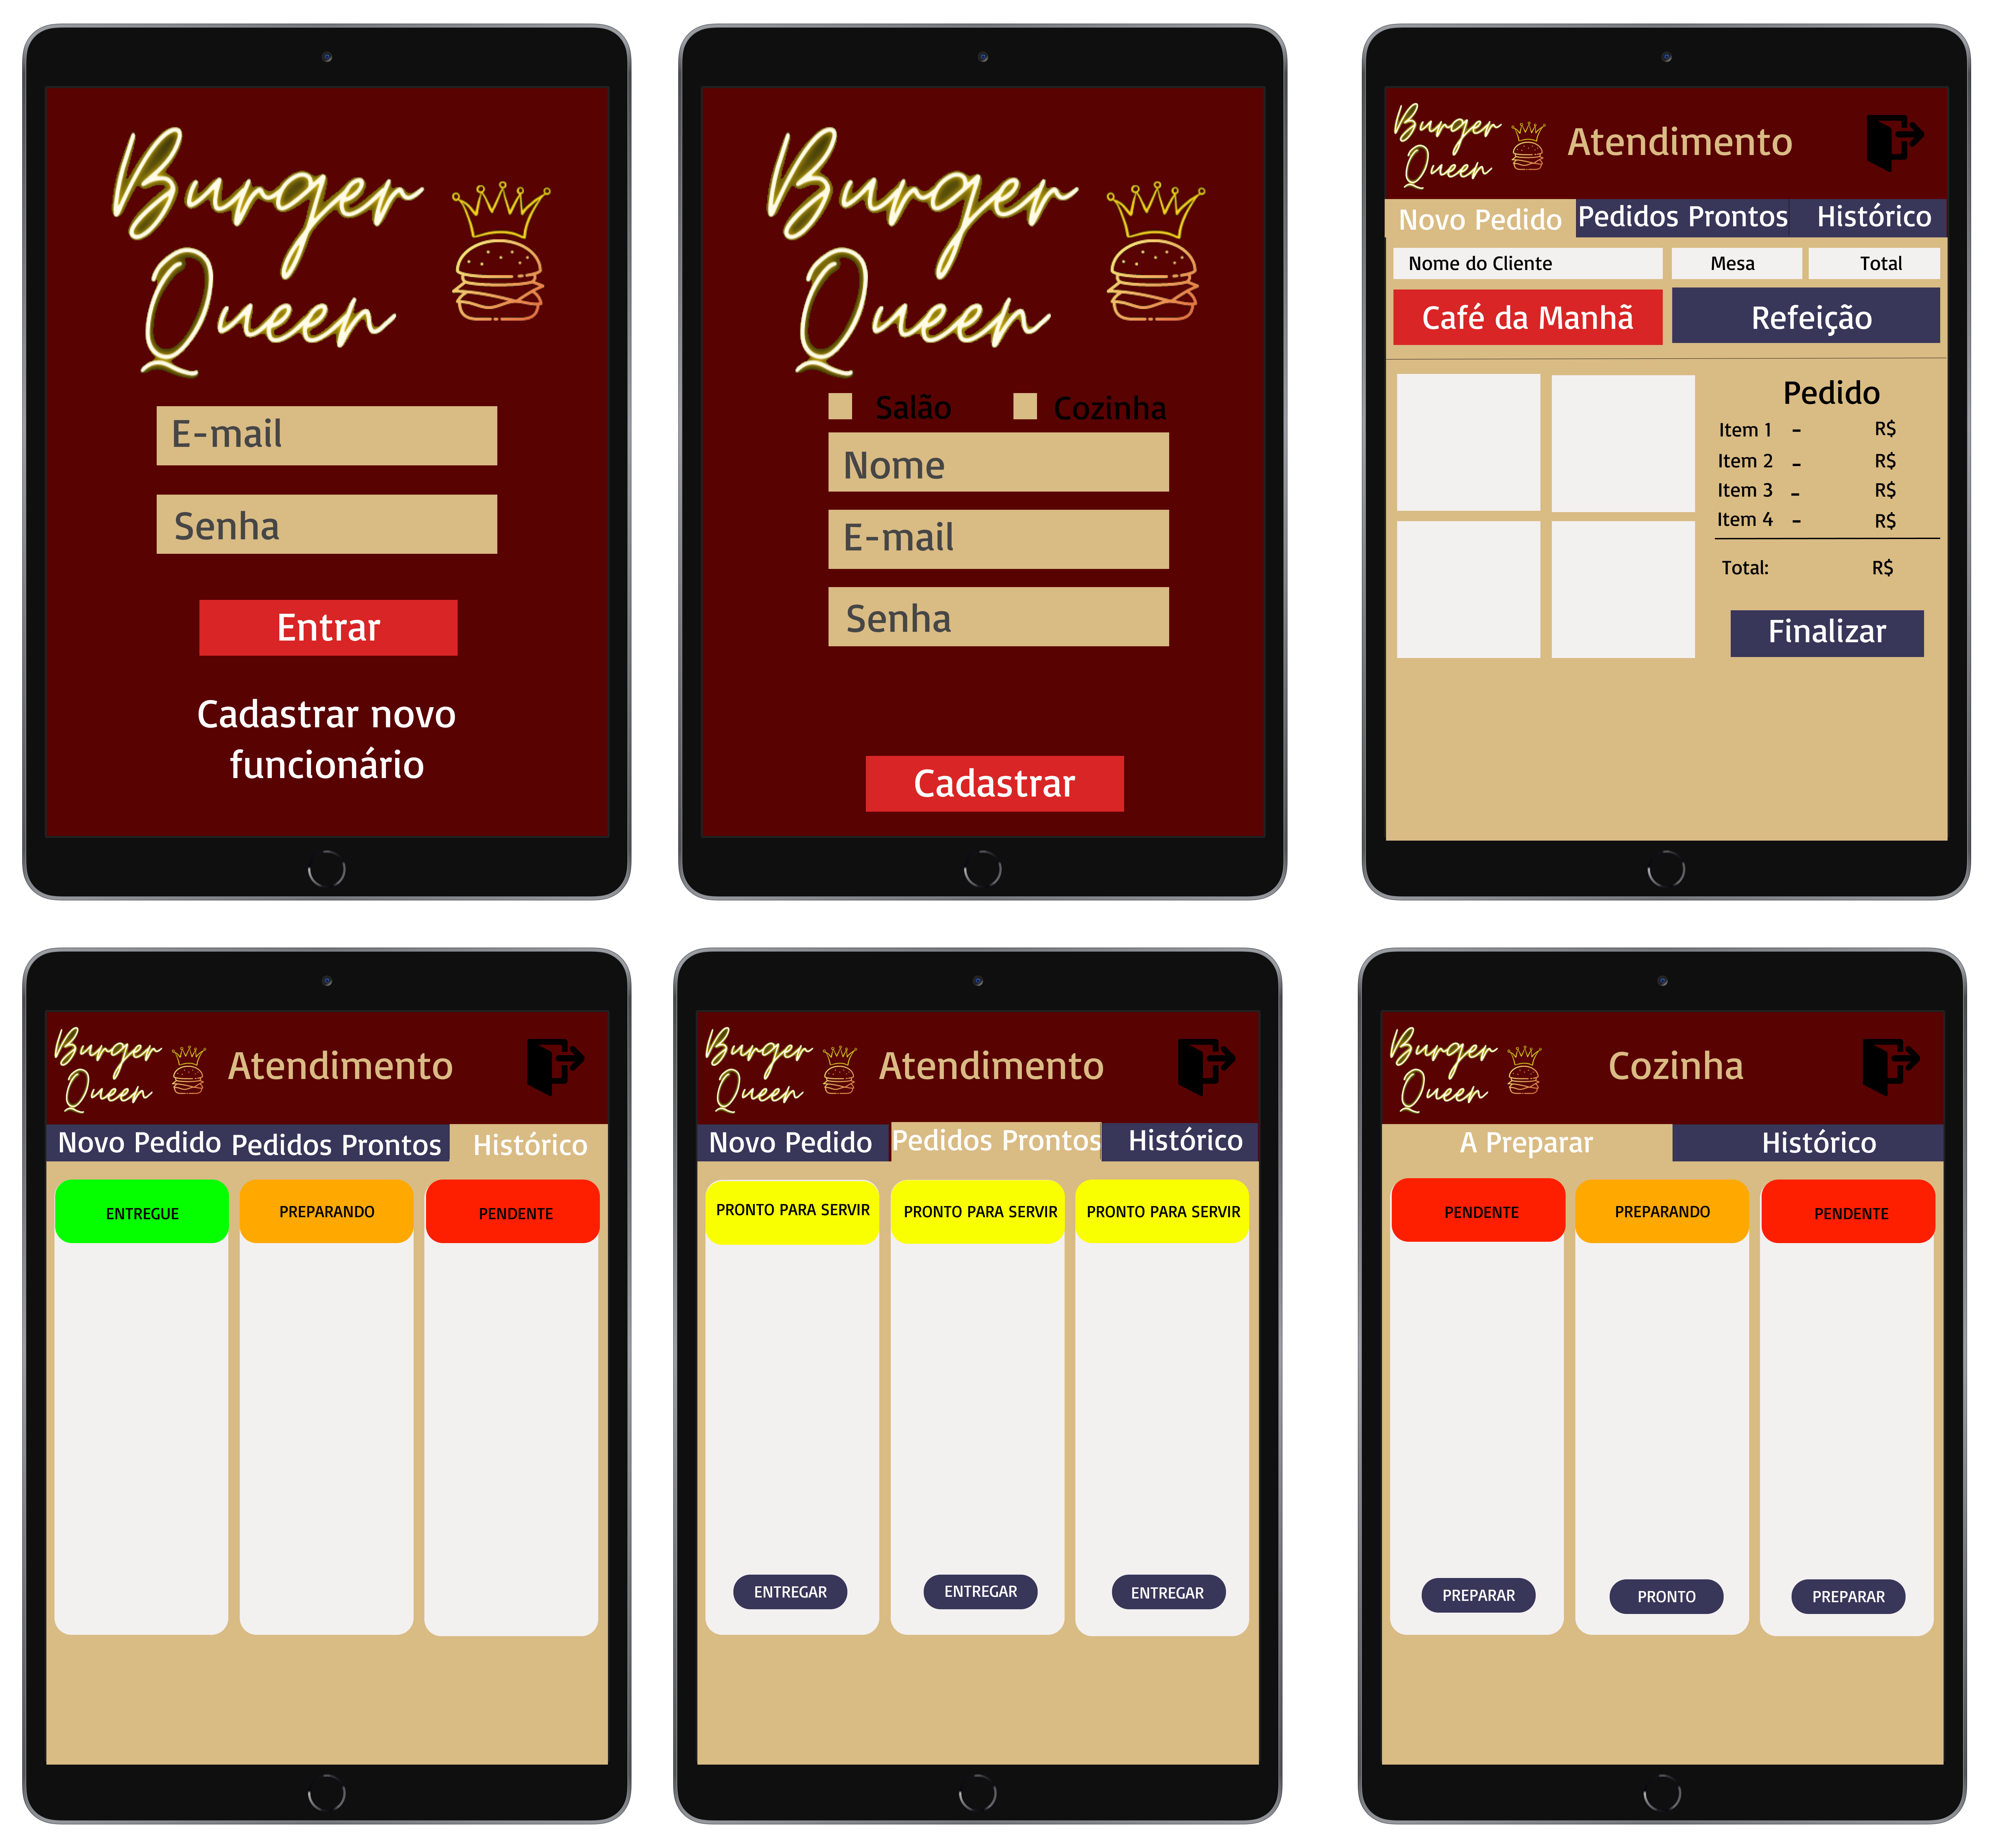 Burger
Queen
E-mail
Senha
Entrar
Cadastrar novo
funcionário
Burger
Queen
Salão Cozinha
Nome
E-mail
Senha
Cadastrar
Burger
Queen
Atendimento
Novo Pedido Pedidos Prontos Histórico
Nome do Cliente Mesa Total
Café da Manhã Refeição
Pedido
Item 1 - R$
Item 2 - R$
Item 3 - R$
Item 4 - R$
Total: R$
Finalizar
Burger
Queen
Atendimento
Novo Pedido Pedidos Prontos Histórico
ENTREGUE PREPARANDO PENDENTE
Burger
Queen
Atendimento
Novo Pedido Pedidos Prontos Histórico
PRONTO PARA SERVIR PRONTO PARA SERVIR PRONTO PARA SERVIR
ENTREGAR ENTREGAR ENTREGAR
Burger
Queen
Cozinha
A Preparar Histórico
PENDENTE PREPARANDO PENDENTE
PREPARAR PRONTO PREPARAR